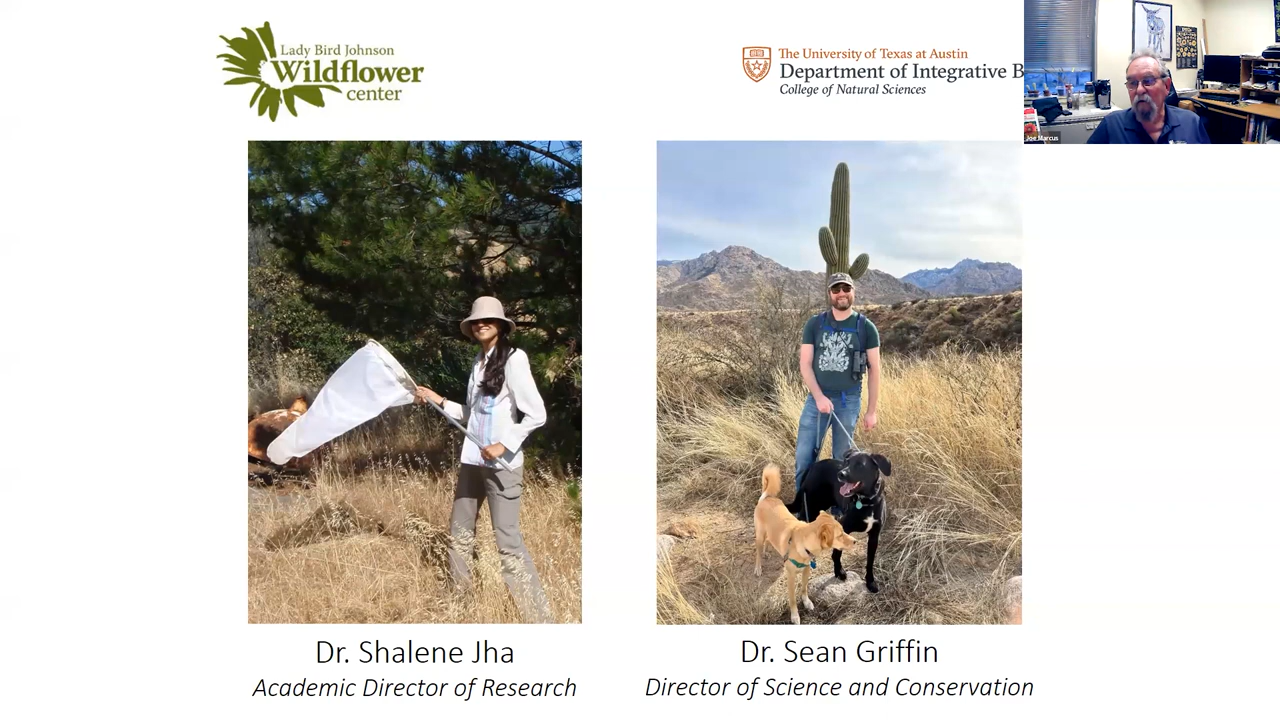 Lady Bird Johnson
Wildflower
center
The University of Texas at Austin
Department of Integrative B
College of Natural Sciences
Joe Marcus
Dr. Shalene Jha
Academic Director of Research
Dr. Sean Griffin
Director of Science and Conservation